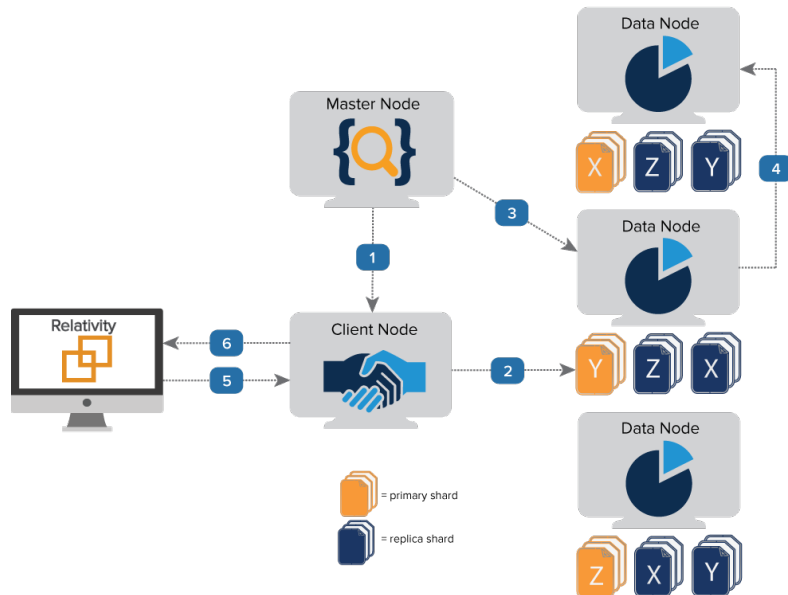 Data Node
Master Node
X
Z
Y
4
3
Data Node
1
Relativity
Client Node
6
5
2
Y
Z
X
Data Node
= primary shard
= replica shard
Z
X
Y